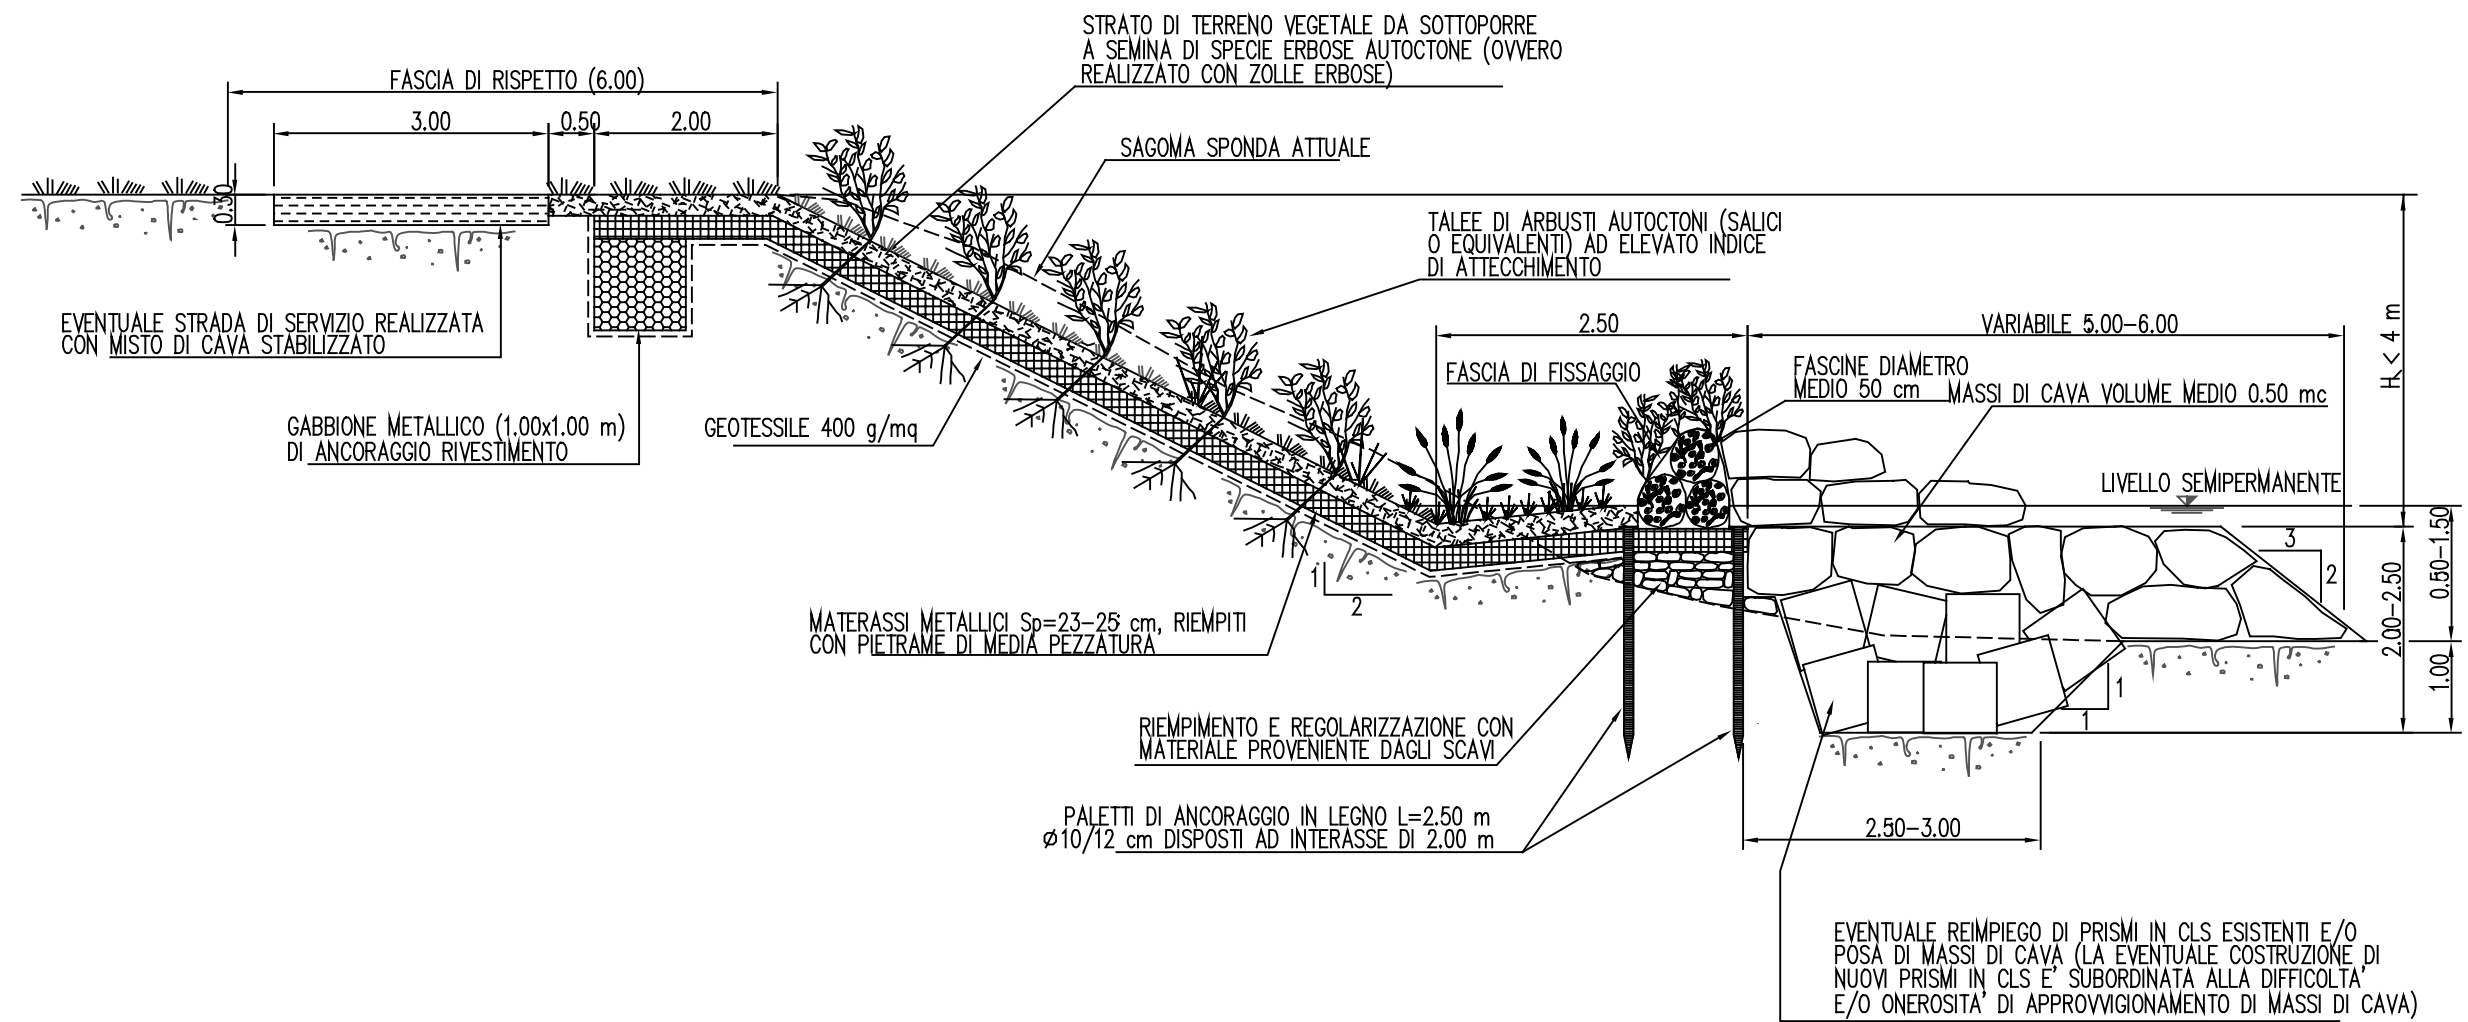 STRATO DI TERRENO VEGETALE DA SOTTOPORRE
A SEMINA DI SPECIE ERBOSE AUTOCTONE (OVVERO
REALIZZATO CON ZOLLE ERBOSE)
FASCIA DI RISPETTO (6.00)
3.00
0.50
2.00
SAGOMA SPONDA ATTUALE
0.30
TALEE DI ARBUSTI AUTOCTONI (SALICI
O EQUIVALENTI) AD ELEVATO INDICE
DI ATTECCHIMENTO
EVENTUALE STRADA DI SERVIZIO REALIZZATA
CON MISTO DI CAVA STABILIZZATO
2.50
VARIABILE 5.00-6.00
H < 4 m
FASCIA DI FISSAGGIO
FASCINE DIAMETRO
MEDIO 50 cm
MASSI DI CAVA VOLUME MEDIO 0.50 mc
GABBIONE METALLICO (1.00x1.00 m)
DI ANCORAGGIO RIVESTIMENTO
GEOTESSILE 400 g/mq
LIVELLO SEMIPERMANENTE
3
2
0.50-1.50
2.00-2.50
1.00
1
2
MATERASSI METALLICI Sp=23-25 cm, RIEMPITI
CON PIETRAME DI MEDIA PEZZATURA
1
1
RIEMPIMENTO E REGOLARIZZAZIONE CON
MATERIALE PROVENIENTE DAGLI SCAVI
PALETTI DI ANCORAGGIO IN LEGNO L=2.50 m
Ø10/12 cm DISPOSTI AD INTERASSE DI 2.00 m
2.50-3.00
EVENTUALE REIMPIEGO DI PRISMI IN CLS ESISTENTI E/O
POSA DI MASSI DI CAVA (LA EVENTUALE COSTRUZIONE DI
NUOVI PRISMI IN CLS E' SUBORDINATA ALLA DIFFICOLTA'
E/O ONEROSITA' DI APPROVVIGIONAMENTO DI MASSI DI CAVA)